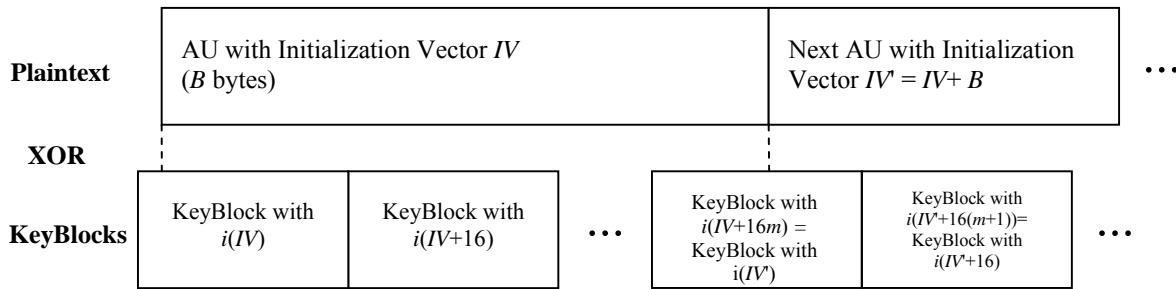 AU with Initialization Vector IV
(B bytes)
Next AU with Initialization
Vector IV' = IV+ B
Plaintext
...
XOR
KeyBlocks
KeyBlock with
i(IV)
KeyBlock with
i(IV+16)
...
KeyBlock with
i(IV+16m) =
KeyBlock with
i(IV')
KeyBlock with
i(IV'+16(m+1))=
KeyBlock with
i(IV'+16)
...